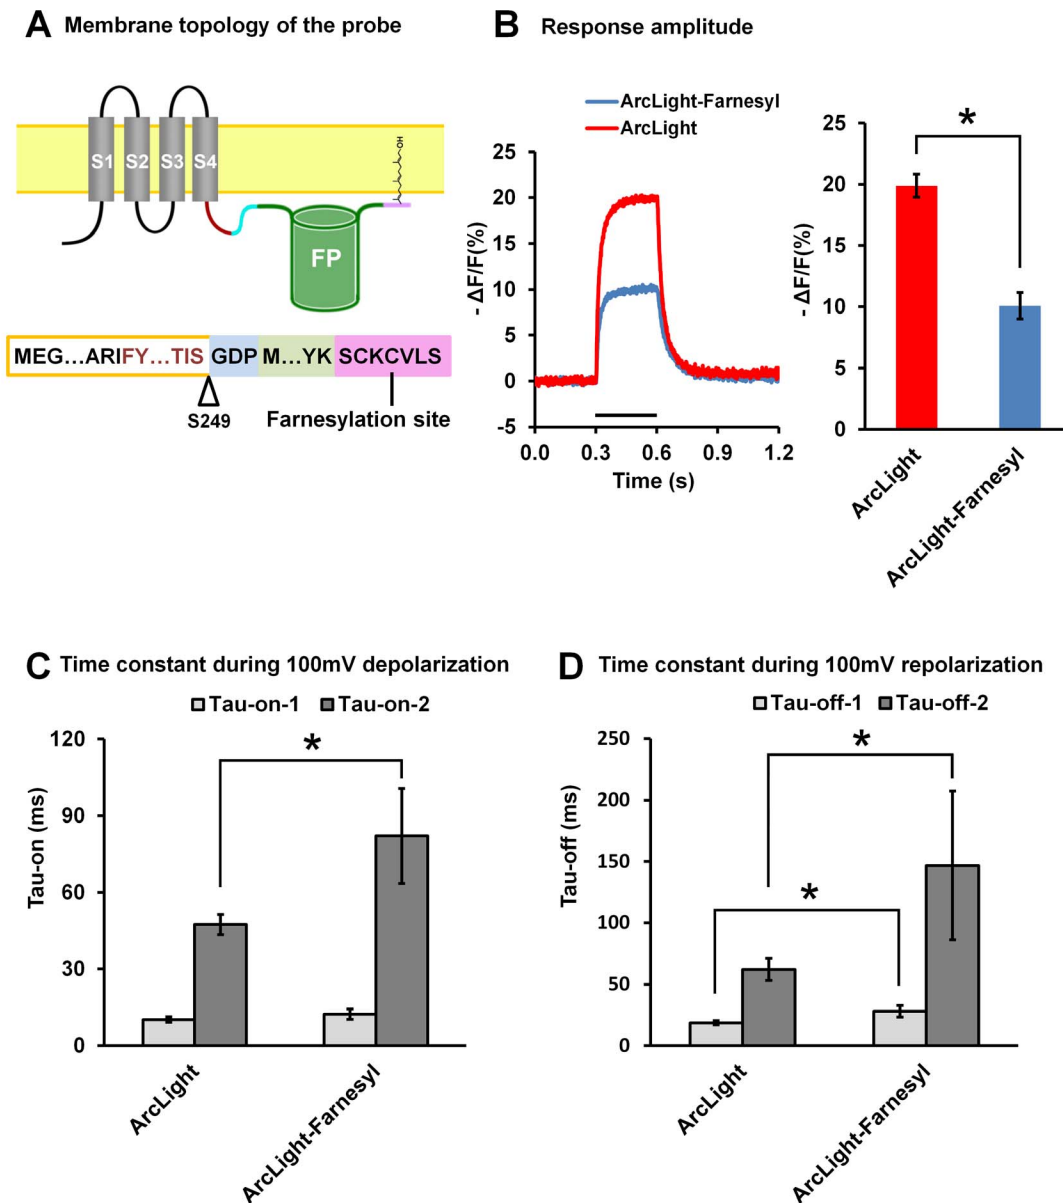 A Membrane topology of the probe
S1 S2 S3 S4
HO
FP
MEG...ARIFY...TIS GDP M...YK SCKCVLS
S249
Farnesylation site
B Response amplitude
ArcLight-Farnesyl
ArcLight
- ΔF/F(%)
25
20
15
10
5
0
-5
0.0 0.3 0.6 0.9 1.2
Time (s)
*
- ΔF/F(%)
25
20
15
10
5
0
ArcLight
ArcLight-Farnesyl
C Time constant during 100mV depolarization
Tau-on-1 Tau-on-2
*
Tau-on (ms)
120
90
60
30
0
ArcLight
ArcLight-Farnesyl
D Time constant during 100mV repolarization
Tau-off-1 Tau-off-2
*
*
Tau-off (ms)
250
200
150
100
50
0
ArcLight
ArcLight-Farnesyl